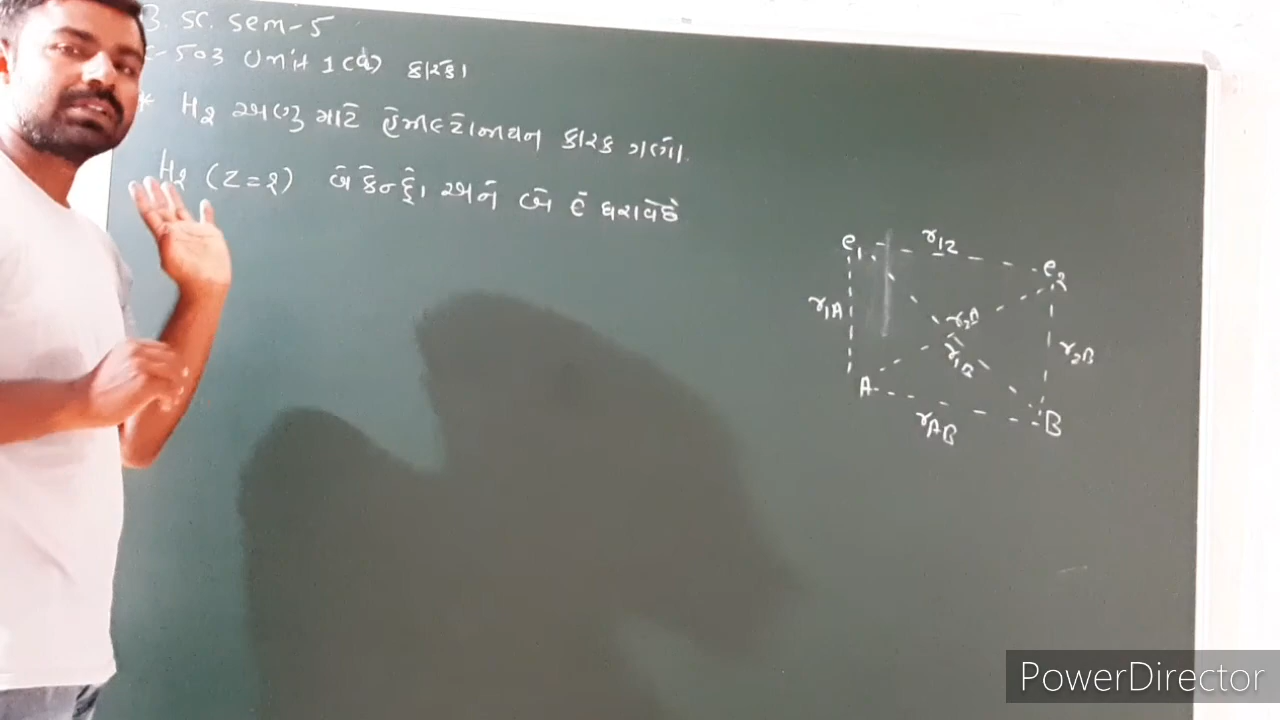 B. SC. Sem-5
C-503 Unit 1(d) કારકો
* H₂ અણુ માટે હેમિલ્ટોનિયન કારક ગણો.
H₂ (Z=2) બે કેન્દ્રો અને બે e⁻ ધરાવે છે
e₁ r₁₂ e₂
r₁A r₂A r₁B r₂B
A rAB B
PowerDirector